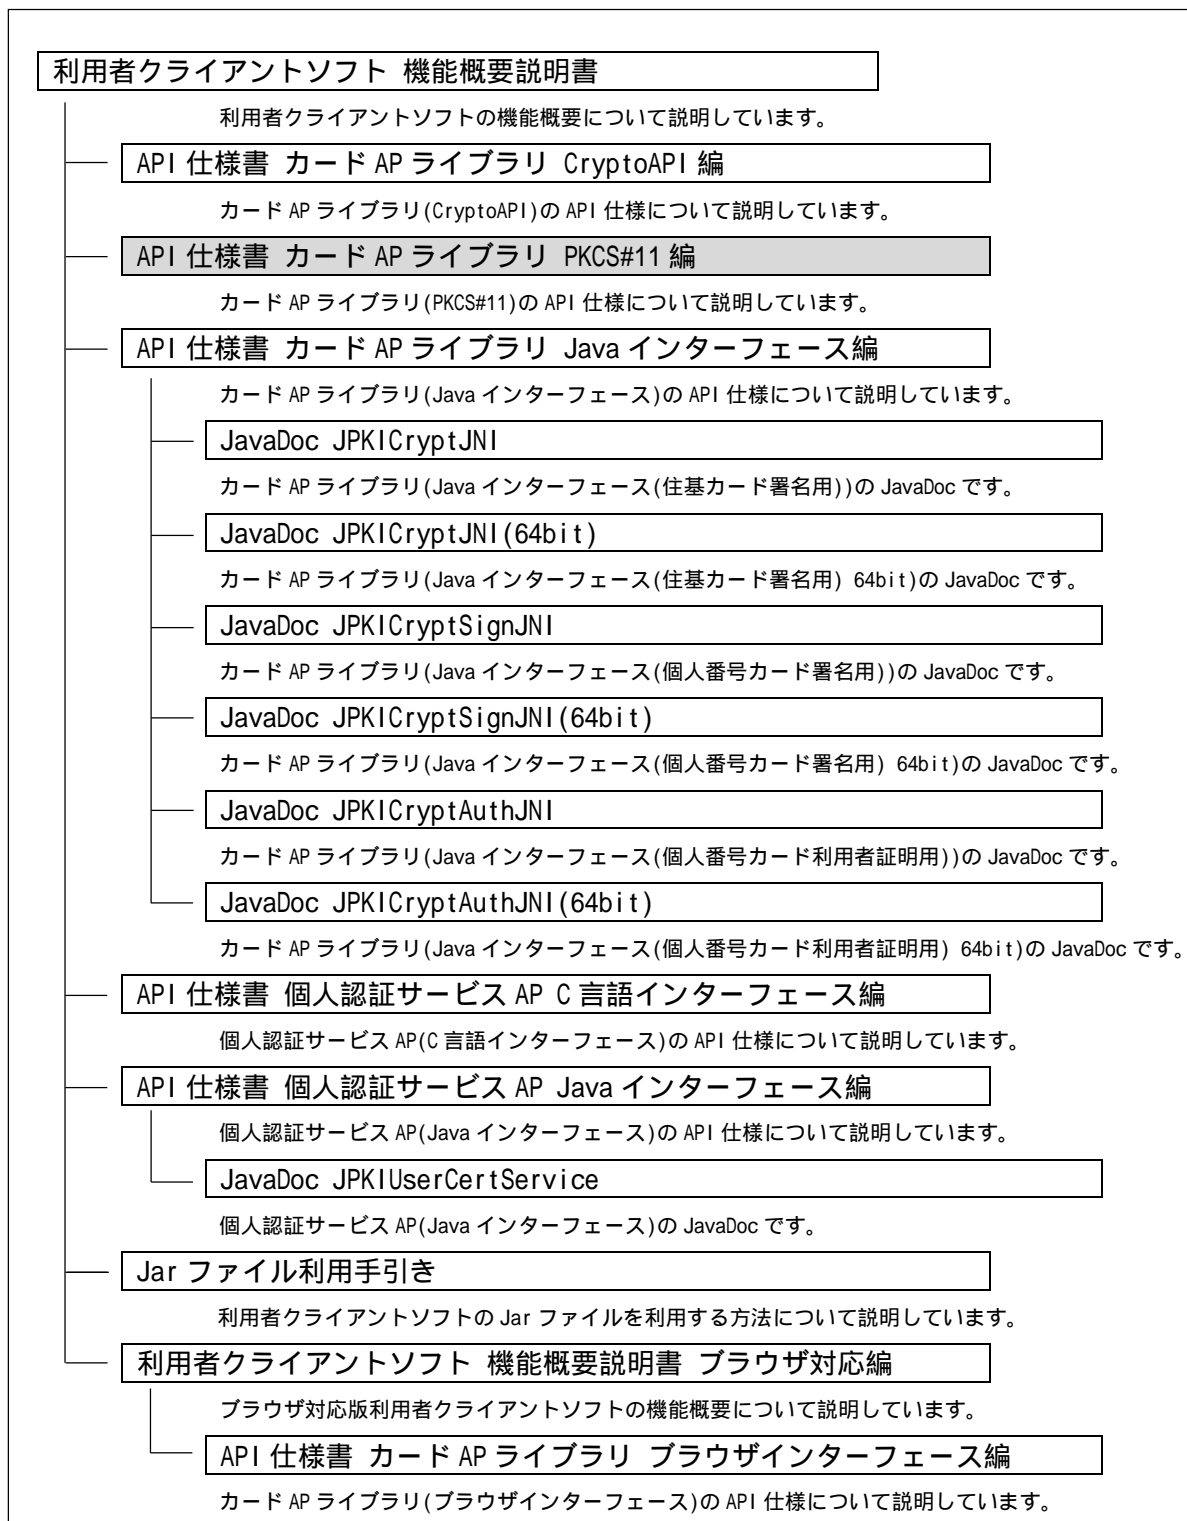 利用者クライアントソフト 機能概要説明書
利用者クライアントソフトの機能概要について説明しています。
API 仕様書 カード AP ライブラリ CryptoAPI 編
カード AP ライブラリ(CryptoAPI)の API 仕様について説明しています。
API 仕様書 カード AP ライブラリ PKCS#11 編
カード AP ライブラリ(PKCS#11)の API 仕様について説明しています。
API 仕様書 カード AP ライブラリ Java インターフェース編
カード AP ライブラリ(Java インターフェース)の API 仕様について説明しています。
JavaDoc JPKICryptJNI
カード AP ライブラリ(Java インターフェース(住基カード署名用))の JavaDoc です。
JavaDoc JPKICryptJNI(64bit)
カード AP ライブラリ(Java インターフェース(住基カード署名用) 64bit)の JavaDoc です。
JavaDoc JPKICryptSignJNI
カード AP ライブラリ(Java インターフェース(個人番号カード署名用))の JavaDoc です。
JavaDoc JPKICryptSignJNI(64bit)
カード AP ライブラリ(Java インターフェース(個人番号カード署名用) 64bit)の JavaDoc です。
JavaDoc JPKICryptAuthJNI
カード AP ライブラリ(Java インターフェース(個人番号カード利用者証明用))の JavaDoc です。
JavaDoc JPKICryptAuthJNI(64bit)
カード AP ライブラリ(Java インターフェース(個人番号カード利用者証明用) 64bit)の JavaDoc です。
API 仕様書 個人認証サービス AP C 言語インターフェース編
個人認証サービス AP(C 言語インターフェース)の API 仕様について説明しています。
API 仕様書 個人認証サービス AP Java インターフェース編
個人認証サービス AP(Java インターフェース)の API 仕様について説明しています。
JavaDoc JPKIUserCertService
個人認証サービス AP(Java インターフェース)の JavaDoc です。
Jar ファイル利用手引き
利用者クライアントソフトの Jar ファイルを利用する方法について説明しています。
利用者クライアントソフト 機能概要説明書 ブラウザ対応編
ブラウザ対応版利用者クライアントソフトの機能概要について説明しています。
API 仕様書 カード AP ライブラリ ブラウザインターフェース編
カード AP ライブラリ(ブラウザインターフェース)の API 仕様について説明しています。